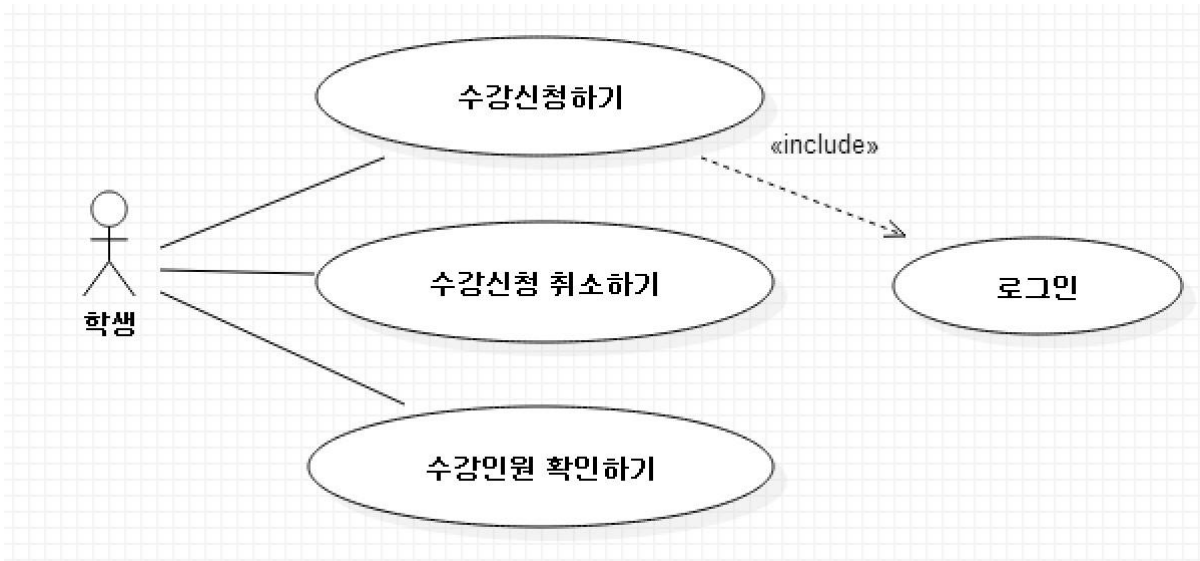 수강신청하기
«include»
수강신청 취소하기
로그인
학생
수강인원 확인하기